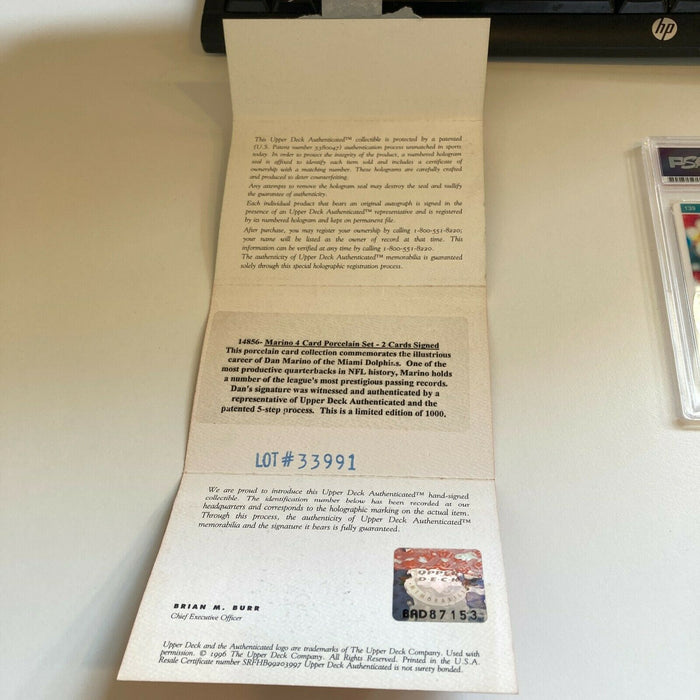 hp
PSA
139
This Upper Deck Authenticated™ collectible is protected by a patented
(U.S. Patent number 3380047) authentication process unmatched in sports
today. In order to protect the integrity of the product, a numbered hologram
seal is affixed to identify each item sold and includes a certificate of
ownership with a matching number. These holograms are carefully crafted
and produced to deter counterfeiting.
Any attempts to remove the hologram seal may destroy the seal and nullify
the guarantee of authenticity.
Each individual product that bears an original autograph is signed in the
presence of an Upper Deck Authenticated™ representative and is registered
by its numbered hologram and kept on permanent file.
After purchase, you may register your ownership by calling 1-800-551-8220;
your name will be listed as the owner of record at that time. This
information can be verified at any time by calling 1-800-551-8220.
The authenticity of Upper Deck Authenticated™ memorabilia is guaranteed
solely through this special holographic registration process.
14856- Marino 4 Card Porcelain Set - 2 Cards Signed
This porcelain card collection commemorates the illustrious
career of Dan Marino of the Miami Dolphins. One of the
most productive quarterbacks in NFL history, Marino holds
a number of the league's most prestigious passing records.
Dan's signature was witnessed and authenticated by a
representative of Upper Deck Authenticated and the
patented 5-step process. This is a limited edition of 1000.
LOT # 33991
We are proud to introduce this Upper Deck Authenticated™ hand-signed
collectible. The identification number below has been recorded at our
headquarters and corresponds to the holographic marking on the actual item.
Through this process, the authenticity of Upper Deck Authenticated™
memorabilia and the signature it bears is fully guaranteed.
UPPER
DECK
BAD87153
BRIAN M. BURR
Chief Executive Officer
Upper Deck and the Authenticated logo are trademarks of The Upper Deck Company. Used with
permission. © 1996 The Upper Deck Company. All Rights Reserved. Printed in the U.S.A.
Resale Certificate number SRFHB99203997 Upper Deck Authenticated is not surety bonded.